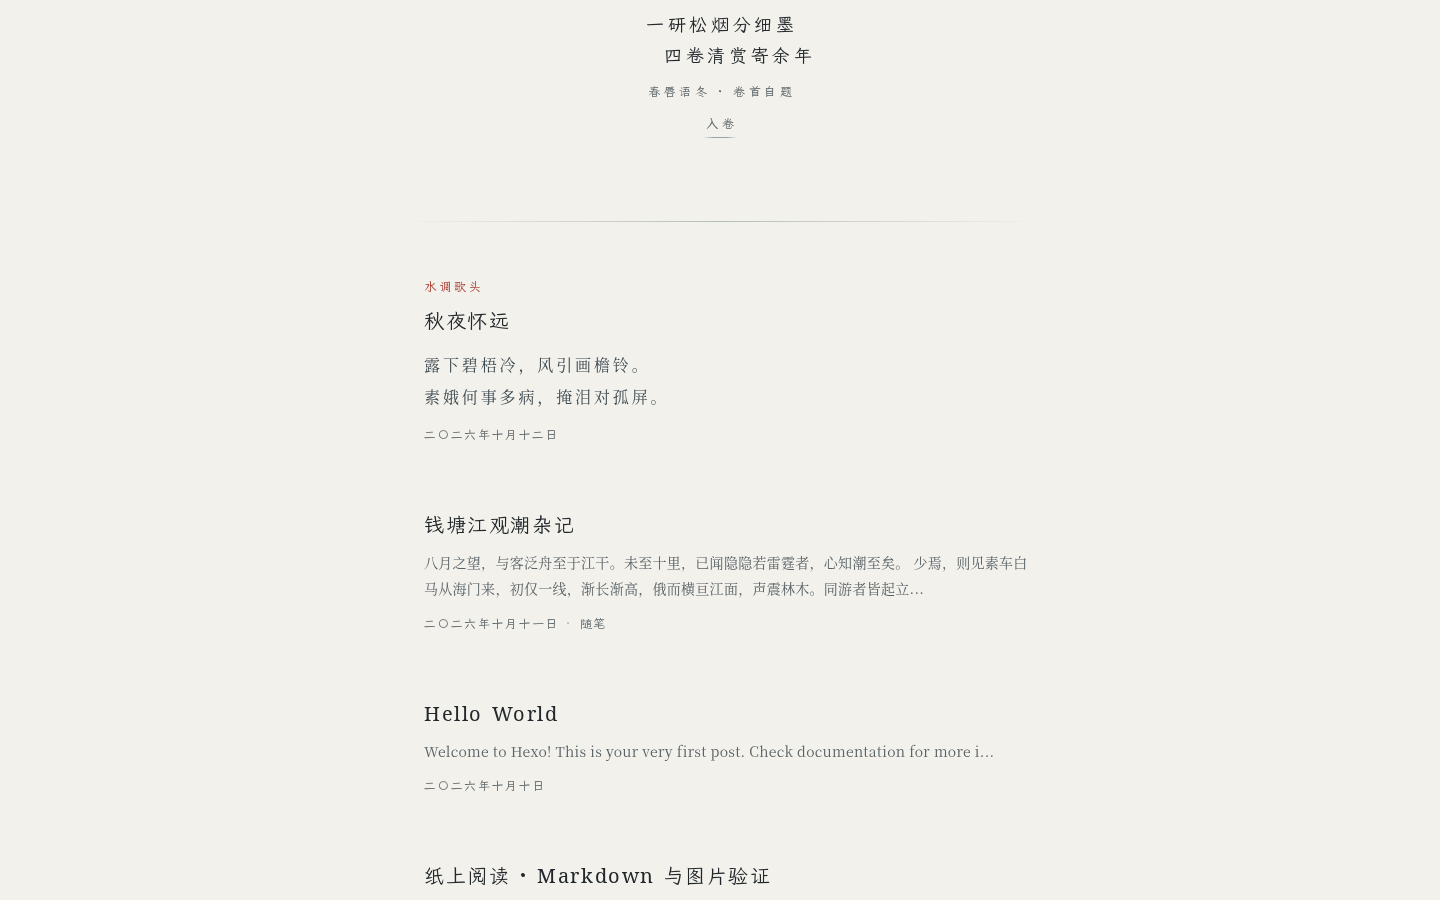 一研松烟分细墨
四卷清赏寄余年
春唇语冬 · 卷首自题
入卷
水调歌头
秋夜怀远
露下碧梧冷，风引画檐铃。
素娥何事多病，掩泪对孤屏。
二〇二六年十月十二日
钱塘江观潮杂记
八月之望，与客泛舟至于江干。未至十里，已闻隐隐若雷霆者，心知潮至矣。 少焉，则见素车白
马从海门来，初仅一线，渐长渐高，俄而横亘江面，声震林木。同游者皆起立...
二〇二六年十月十一日 · 随笔
Hello World
Welcome to Hexo! This is your very first post. Check documentation for more i...
二〇二六年十月十日
纸上阅读 · Markdown 与图片验证